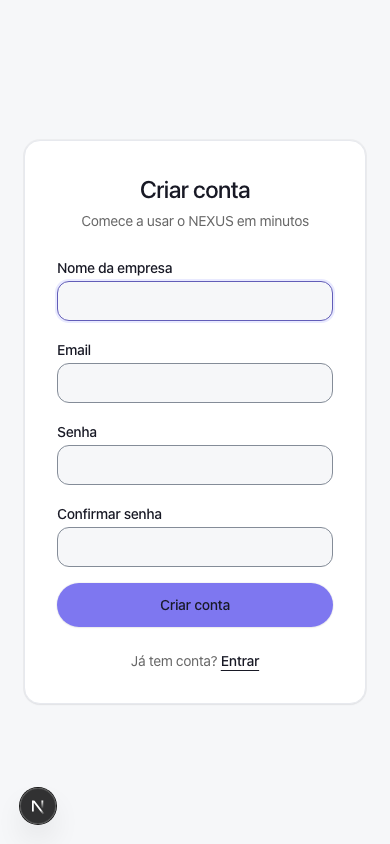 Criar conta
Comece a usar o NEXUS em minutos
Nome da empresa
Email
Senha
Confirmar senha
Criar conta
Já tem conta? Entrar
N